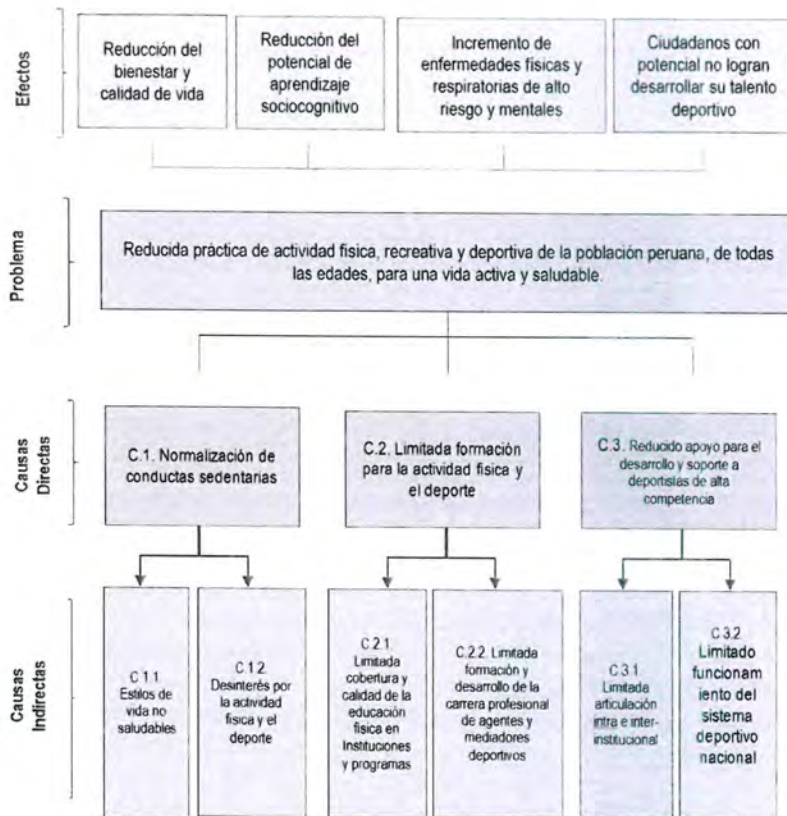 Efectos
Reducción del
bienestar y
calidad de vida
Reducción del
potencial de
aprendizaje
sociocognitivo
Incremento de
enfermedades físicas y
respiratorias de alto
riesgo y mentales
Ciudadanos con
potencial no logran
desarrollar su talento
deportivo
Problema
Reducida práctica de actividad física, recreativa y deportiva de la población peruana, de todas
las edades, para una vida activa y saludable.
Causas
Directas
C.1. Normalización de
conductas sedentarias
C.2. Limitada formación
para la actividad física y
el deporte
C.3. Reducido apoyo para el
desarrollo y soporte a
deportistas de alta
competencia
Causas
Indirectas
C.1.1
Estilos de
vida no
saludables
C.1.2.
Desinterés por
la actividad
física y el
deporte
C.2.1.
Limitada
cobertura y
calidad de la
educación
física en
Instituciones
y programas
C.2.2. Limitada
formación y
desarrollo de la
carrera profesional
de agentes y
mediadores
deportivos
C.3.1.
Limitada
articulación
intra e inter-
institucional
C.3.2.
Limitado
funcionam
iento del
sistema
deportivo
nacional